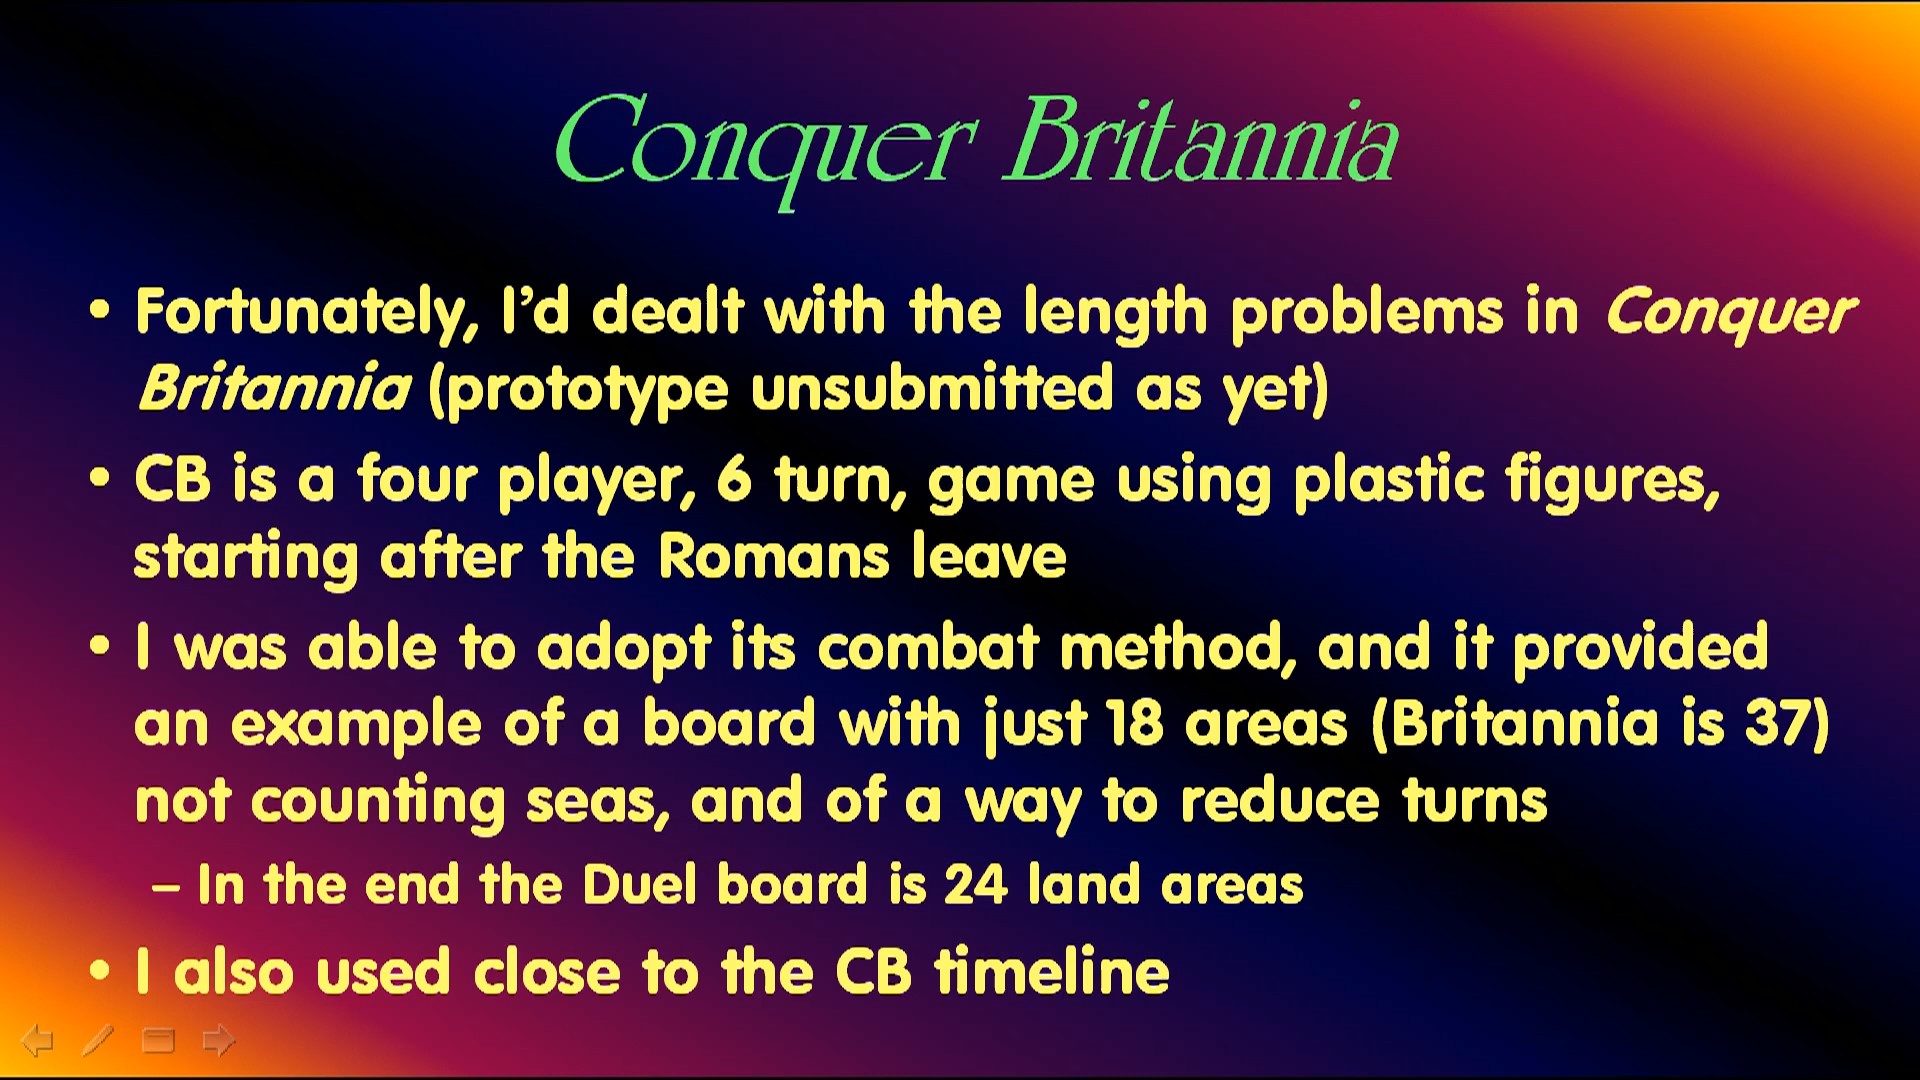 Conquer Britannia
• Fortunately, I’d dealt with the length problems in Conquer
Britannia (prototype unsubmitted as yet)
• CB is a four player, 6 turn, game using plastic figures,
starting after the Romans leave
• I was able to adopt its combat method, and it provided
an example of a board with just 18 areas (Britannia is 37)
not counting seas, and of a way to reduce turns
– In the end the Duel board is 24 land areas
• I also used close to the CB timeline